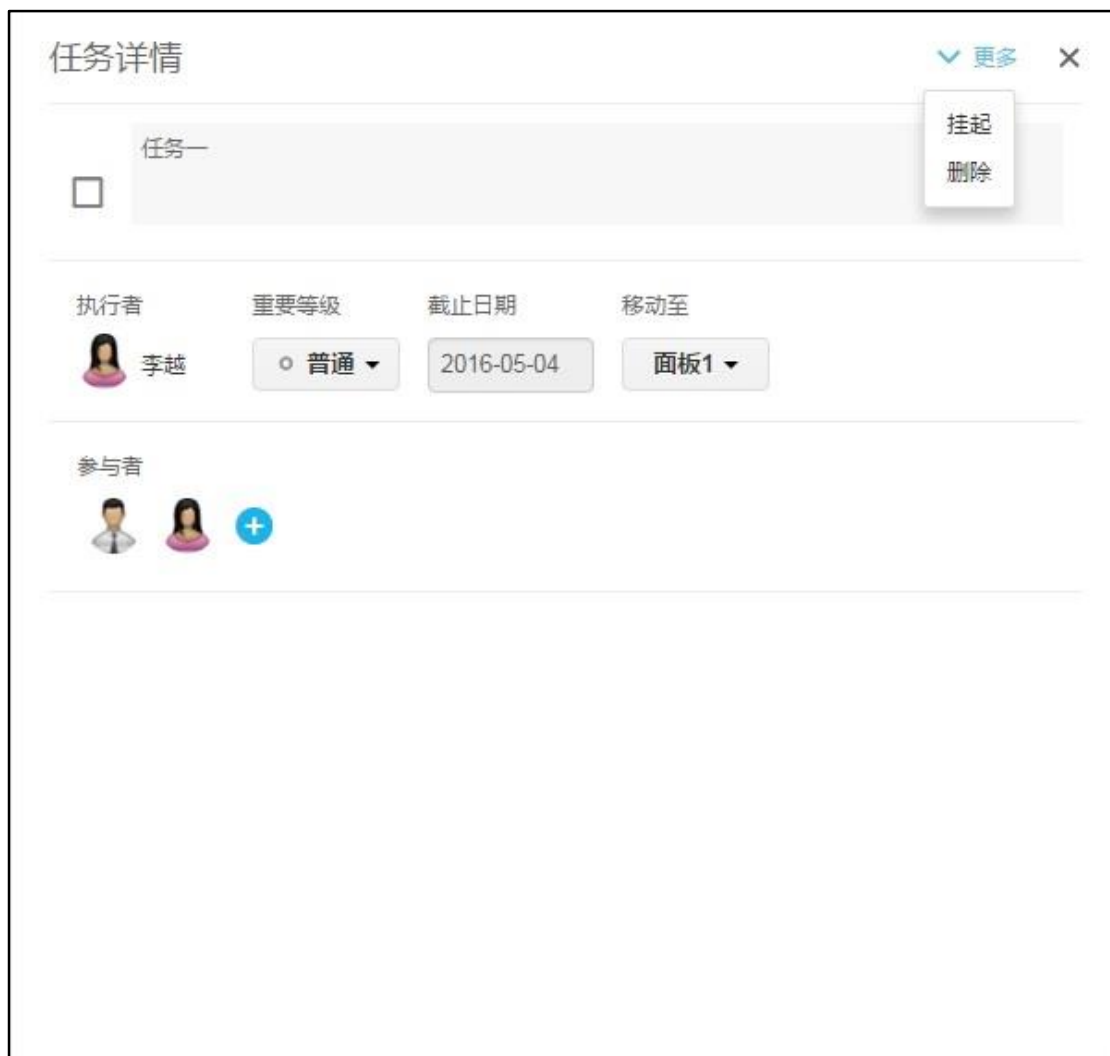 任务详情
更多
挂起
删除
任务一
执行者 重要等级 截止日期 移动至
李越 普通 2016-05-04 面板1
参与者